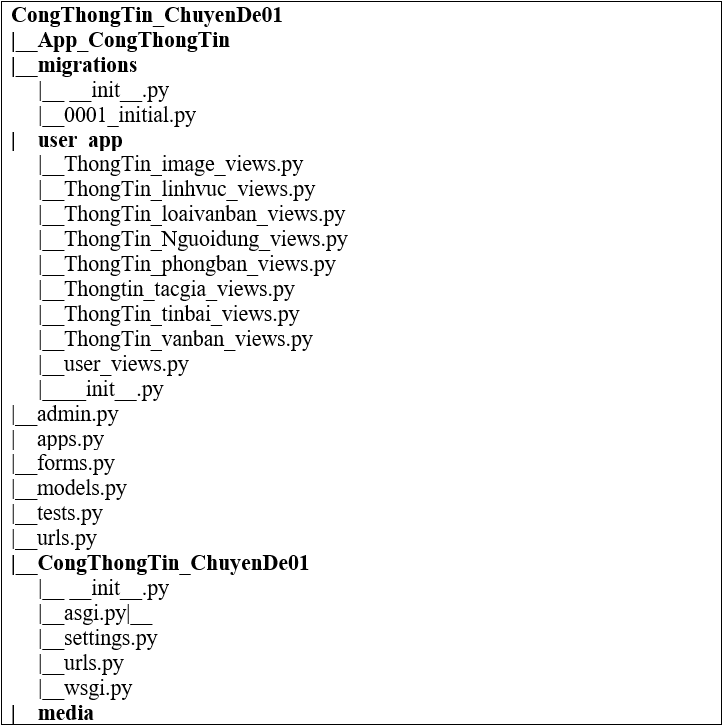 CongThongTin_ChuyenDe01
|__App_CongThongTin
|__migrations
|__ __init__.py
|__0001_initial.py
|  user app
|__ThongTin_image_views.py
|__ThongTin_linhvuc_views.py
|__ThongTin_loaivanban_views.py
|__ThongTin_Nguoidung_views.py
|__ThongTin_phongban_views.py
|__Thongtin_tacgia_views.py
|__ThongTin_tinbai_views.py
|__ThongTin_vanban_views.py
|__user_views.py
|____init__.py
|__admin.py
|  apps.py
|__forms.py
|__models.py
|__tests.py
|__urls.py
|__CongThongTin_ChuyenDe01
|__ __init__.py
|__asgi.py|__
|__settings.py
|__urls.py
|__wsgi.py
|  media